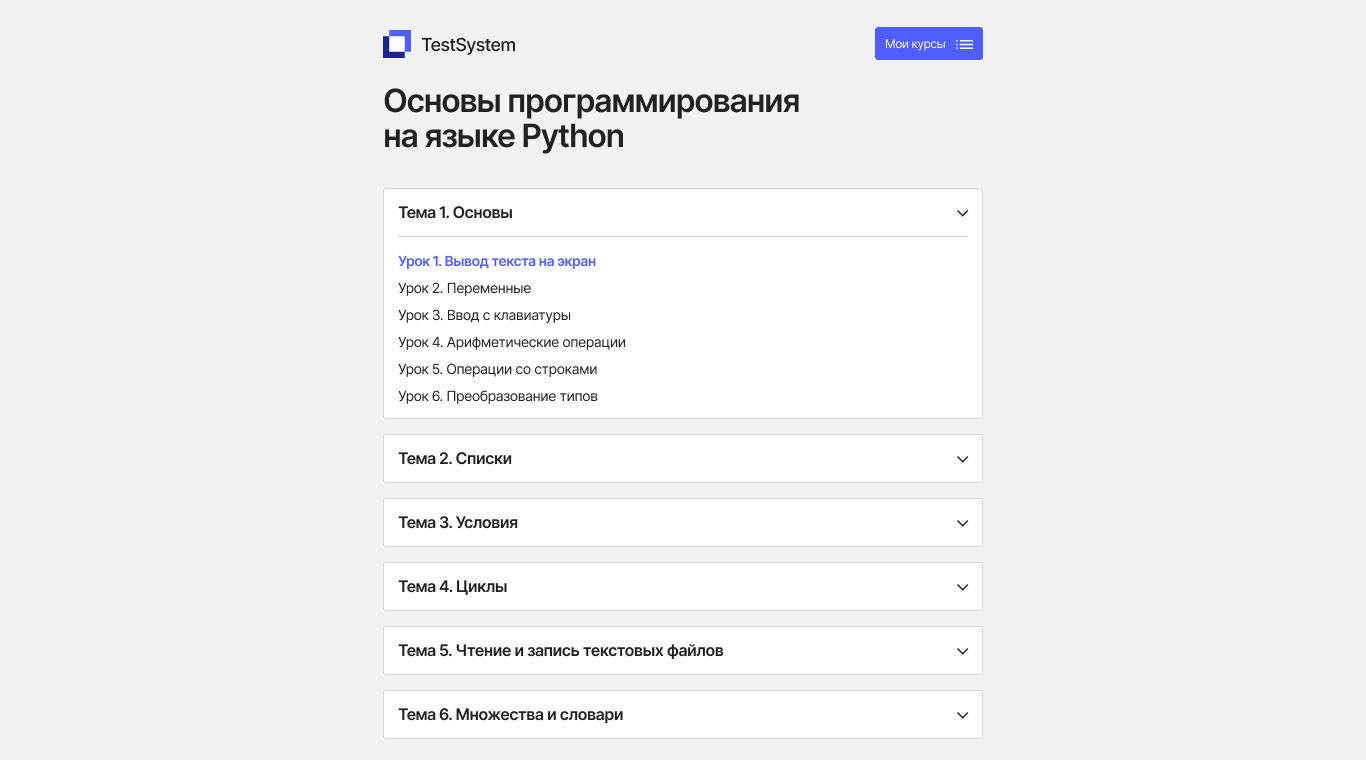 TestSystem
Мои курсы
Основы программирования
на языке Python
Тема 1. Основы
Урок 1. Вывод текста на экран
Урок 2. Переменные
Урок 3. Ввод с клавиатуры
Урок 4. Арифметические операции
Урок 5. Операции со строками
Урок 6. Преобразование типов
Тема 2. Списки
Тема 3. Условия
Тема 4. Циклы
Тема 5. Чтение и запись текстовых файлов
Тема 6. Множества и словари